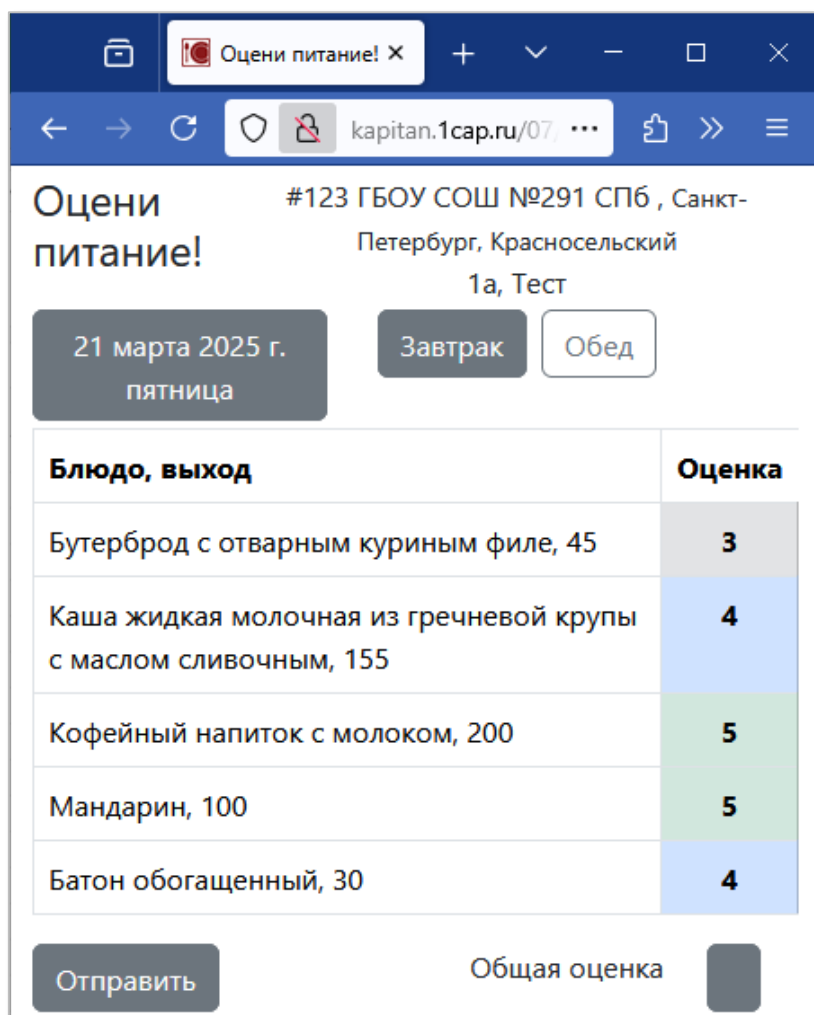 Оцени питание!
kapitan.1cap.ru/07
Оцени
питание!
#123 ГБОУ СОШ №291 СПб , Санкт-
Петербург, Красносельский
1а, Тест
21 марта 2025 г.
пятница
Завтрак
Обед
Блюдо, выход
Оценка
Бутерброд с отварным куриным филе, 45
3
Каша жидкая молочная из гречневой крупы
4
с маслом сливочным, 155
Кофейный напиток с молоком, 200
5
Мандарин, 100
5
Батон обогащенный, 30
4
Отправить
Общая оценка